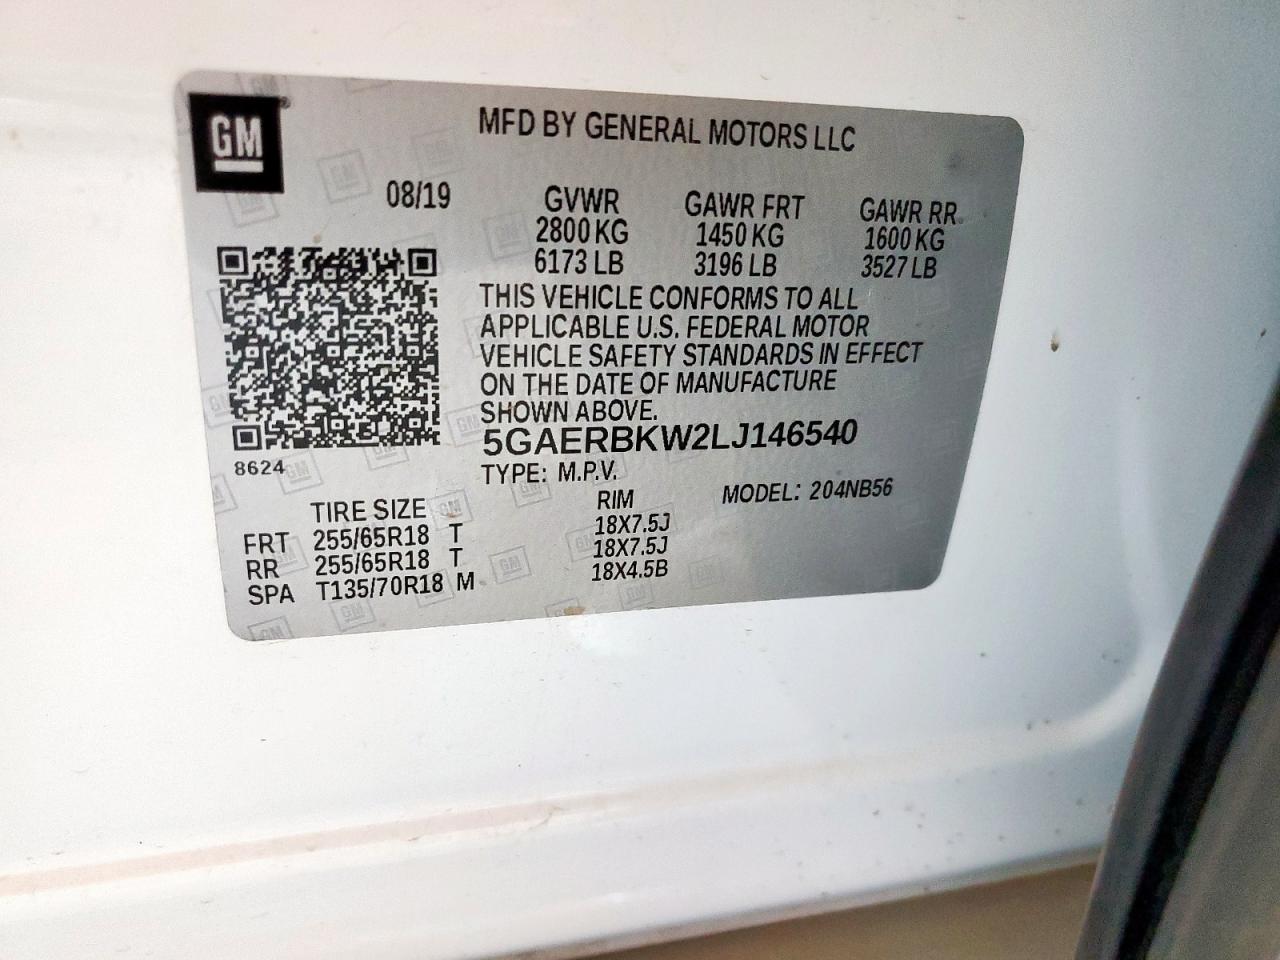 GM
MFD BY GENERAL MOTORS LLC
08/19 GVWR GAWR FRT GAWR RR
2800 KG 1450 KG 1600 KG
6173 LB 3196 LB 3527 LB
THIS VEHICLE CONFORMS TO ALL
APPLICABLE U.S. FEDERAL MOTOR
VEHICLE SAFETY STANDARDS IN EFFECT
ON THE DATE OF MANUFACTURE
SHOWN ABOVE.
5GAERBKW2LJ146540
8624
TYPE: M.P.V.
MODEL: 204NB56
TIRE SIZE RIM
FRT 255/65R18 T 18X7.5J
RR 255/65R18 T 18X7.5J
SPA T135/70R18 M 18X4.5B